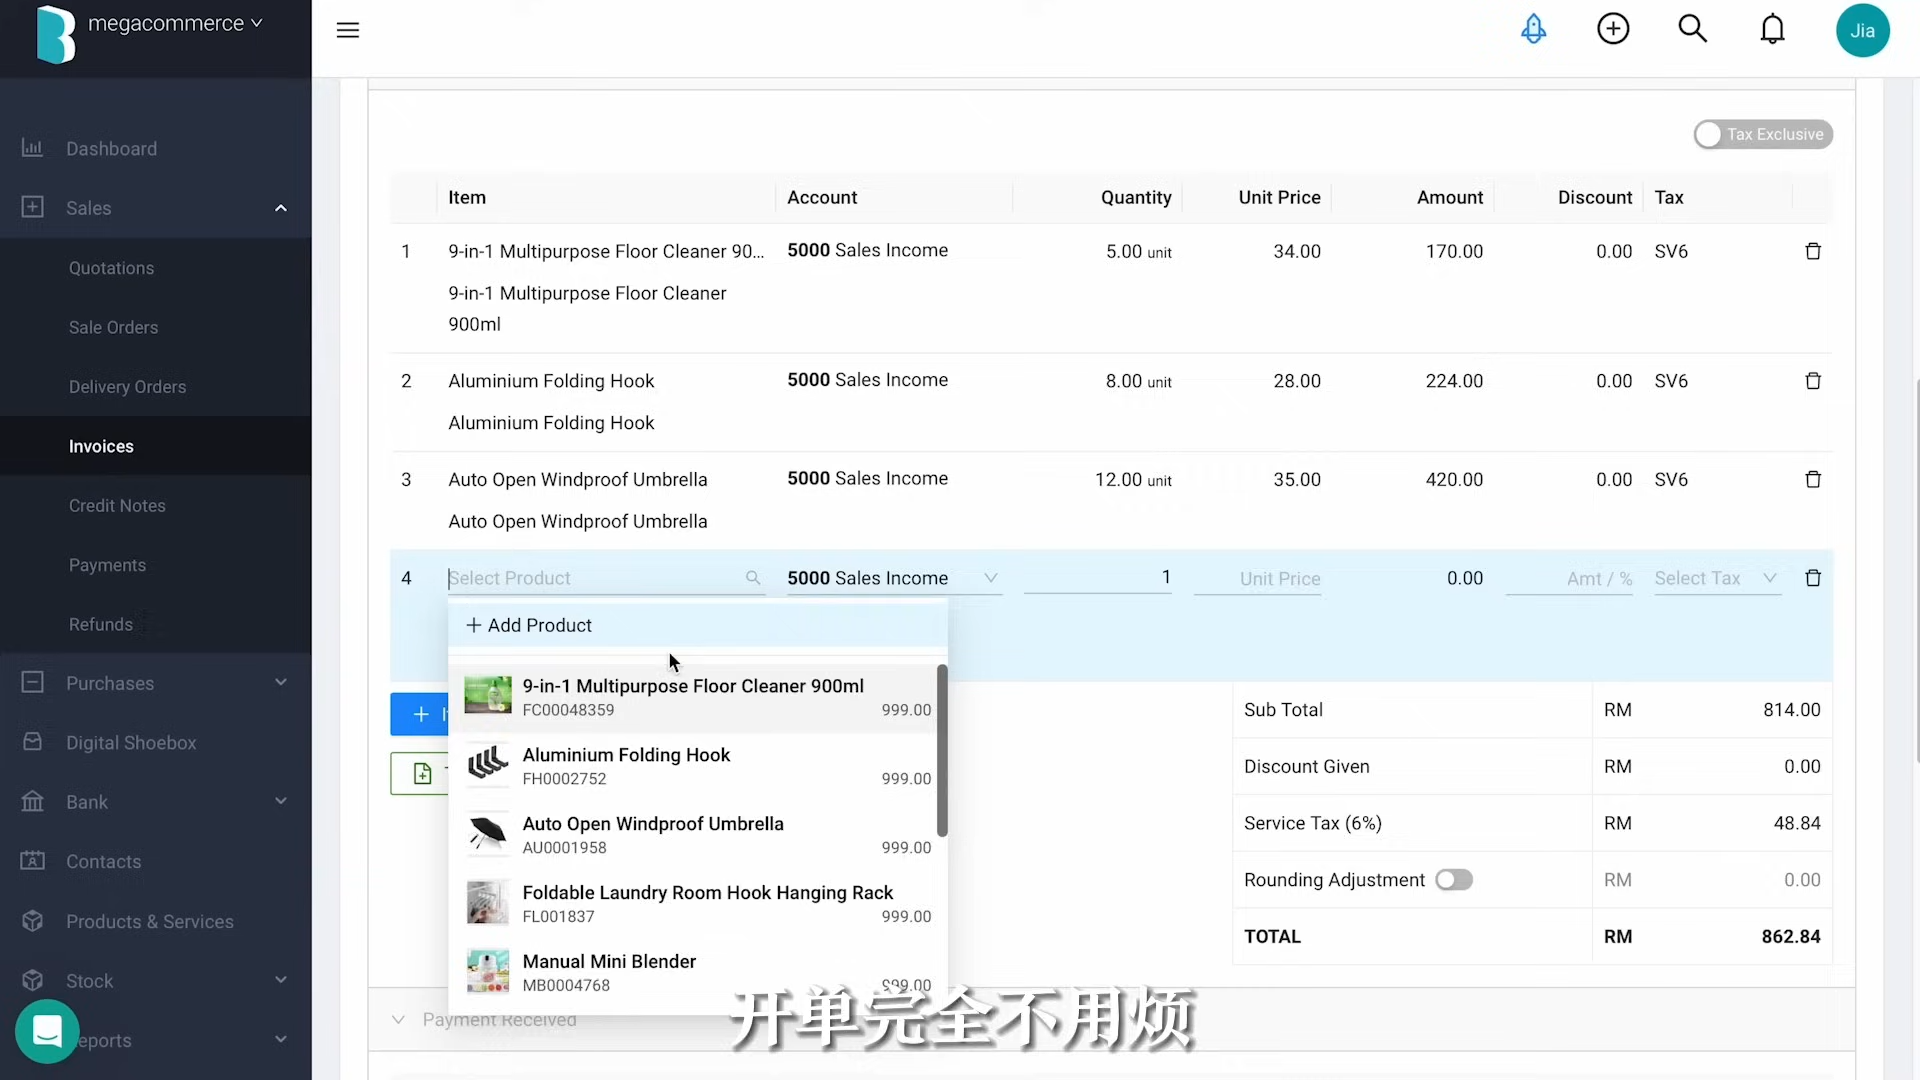 megacommerce
Jia
Dashboard
Sales
Quotations
Sale Orders
Delivery Orders
Invoices
Credit Notes
Payments
Refunds
Purchases
Digital Shoebox
Bank
Contacts
Products & Services
Stock
eports
Tax Exclusive
Item Account Quantity Unit Price Amount Discount Tax
1 9-in-1 Multipurpose Floor Cleaner 90... 5000 Sales Income 5.00 unit 34.00 170.00 0.00 SV6
9-in-1 Multipurpose Floor Cleaner
900ml
2 Aluminium Folding Hook 5000 Sales Income 8.00 unit 28.00 224.00 0.00 SV6
Aluminium Folding Hook
3 Auto Open Windproof Umbrella 5000 Sales Income 12.00 unit 35.00 420.00 0.00 SV6
Auto Open Windproof Umbrella
4 Select Product 5000 Sales Income 1 Unit Price 0.00 Amt / % Select Tax
+ Add Product
9-in-1 Multipurpose Floor Cleaner 900ml
FC00048359 999.00
Aluminium Folding Hook
FH0002752 999.00
Auto Open Windproof Umbrella
AU0001958 999.00
Foldable Laundry Room Hook Hanging Rack
FL001837 999.00
Manual Mini Blender
MB0004768 999.00
Sub Total RM 814.00
Discount Given RM 0.00
Service Tax (6%) RM 48.84
Rounding Adjustment RM 0.00
TOTAL RM 862.84
Payment Received
开单完全不用烦